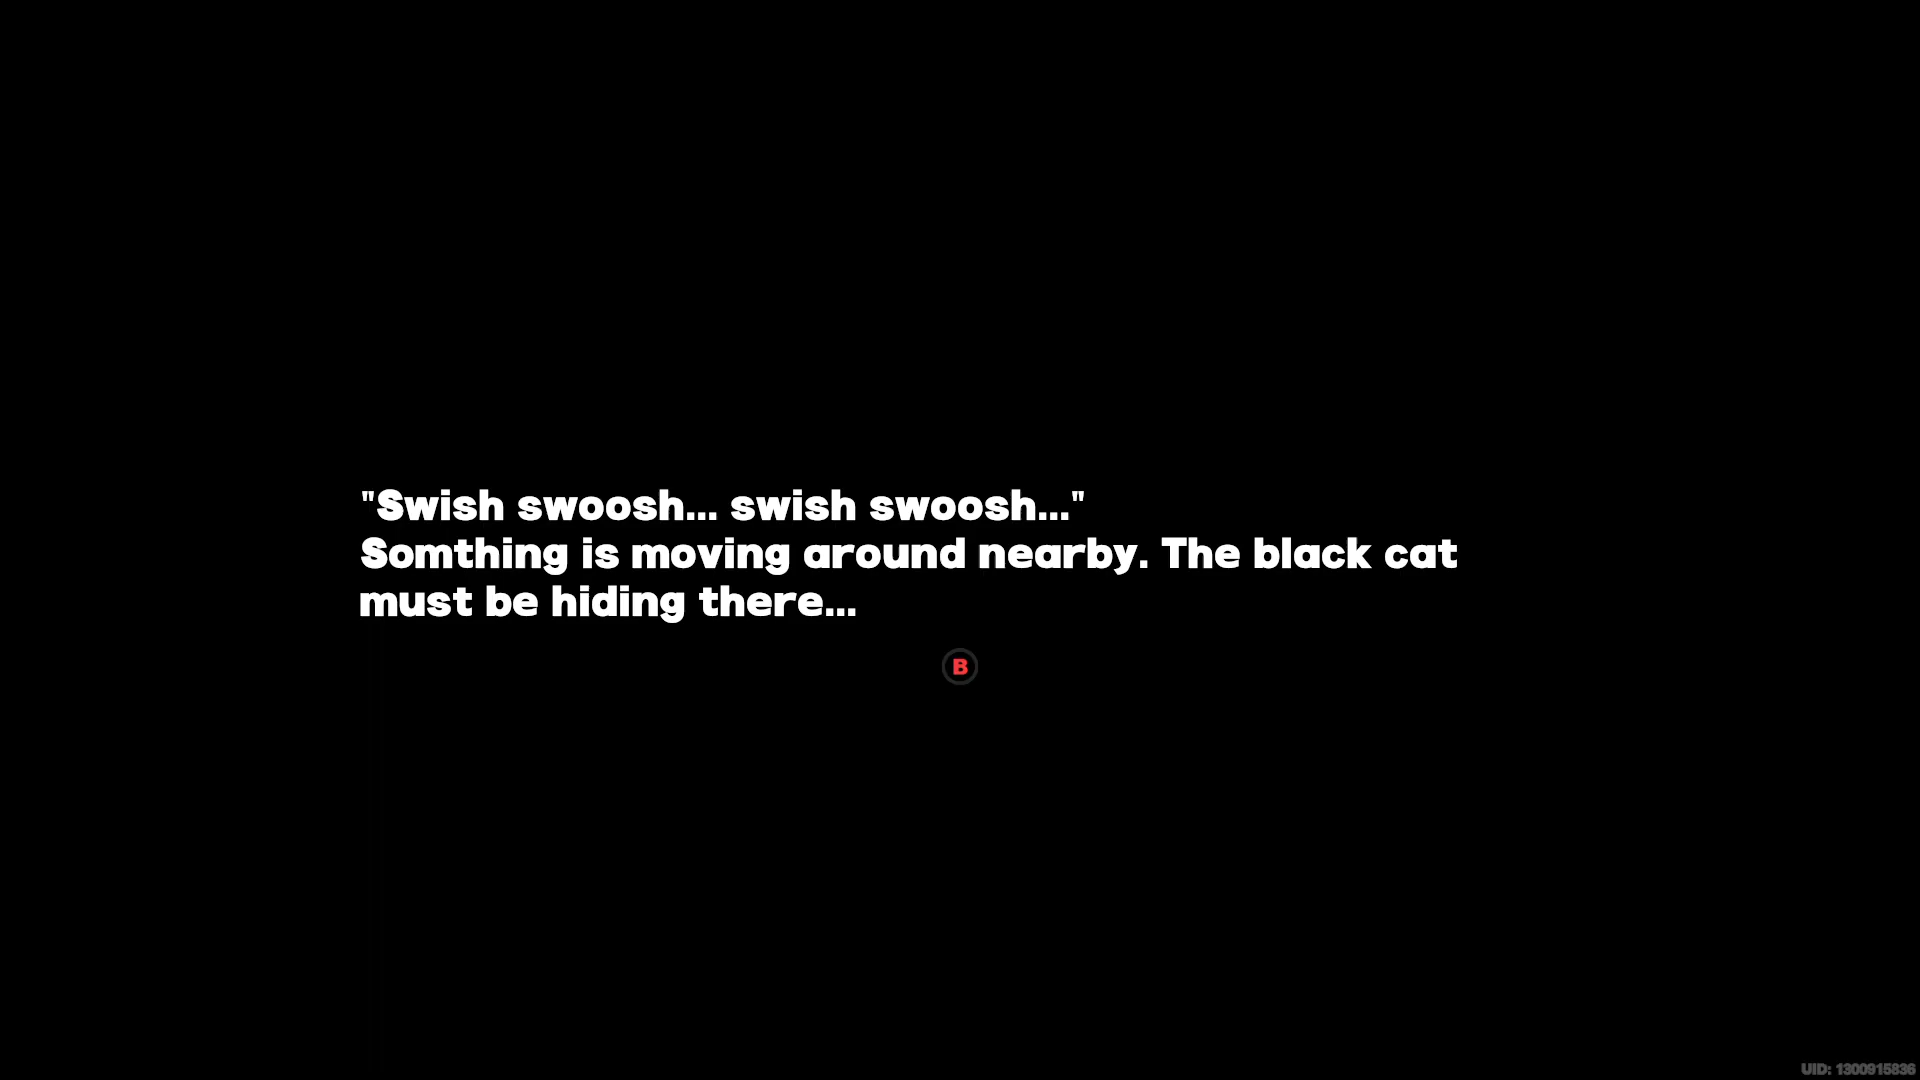 "Swish swoosh... swish swoosh..."
Somthing is moving around nearby. The black cat
must be hiding there...
B
UID: 1300915836